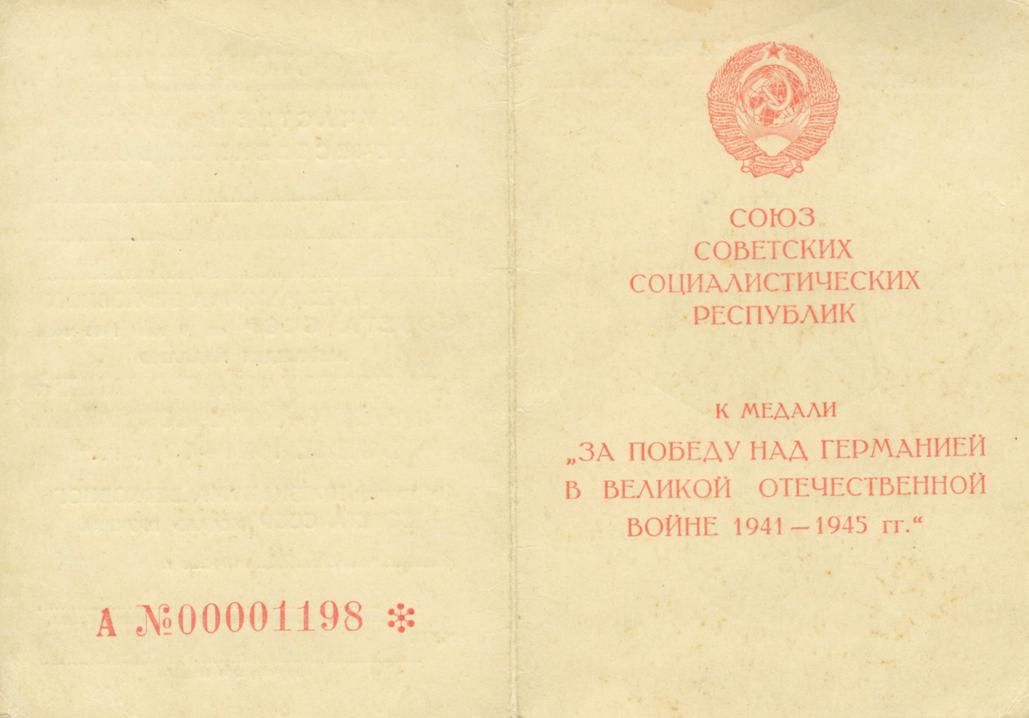 А №00001198
СОЮЗ
СОВЕТСКИХ
СОЦИАЛИСТИЧЕСКИХ
РЕСПУБЛИК
К МЕДАЛИ
„ЗА ПОБЕДУ НАД ГЕРМАНИЕЙ
В ВЕЛИКОЙ ОТЕЧЕСТВЕННОЙ
ВОЙНЕ 1941 — 1945 гг.“